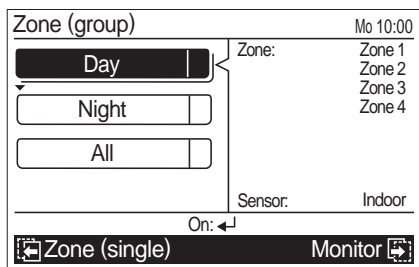 Zone (group) Mo 10:00
Day
Night
All
Zone: Zone 1
Zone 2
Zone 3
Zone 4
Sensor: Indoor
On:
Zone (single) Monitor